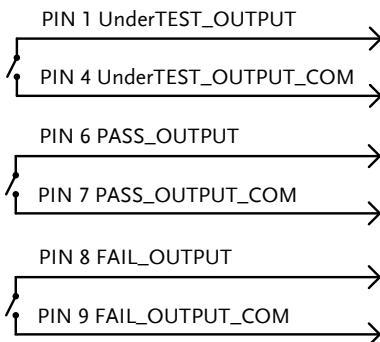 PIN 1 UnderTEST_OUTPUT
PIN 4 UnderTEST_OUTPUT_COM
PIN 6 PASS_OUTPUT
PIN 7 PASS_OUTPUT_COM
PIN 8 FAIL_OUTPUT
PIN 9 FAIL_OUTPUT_COM